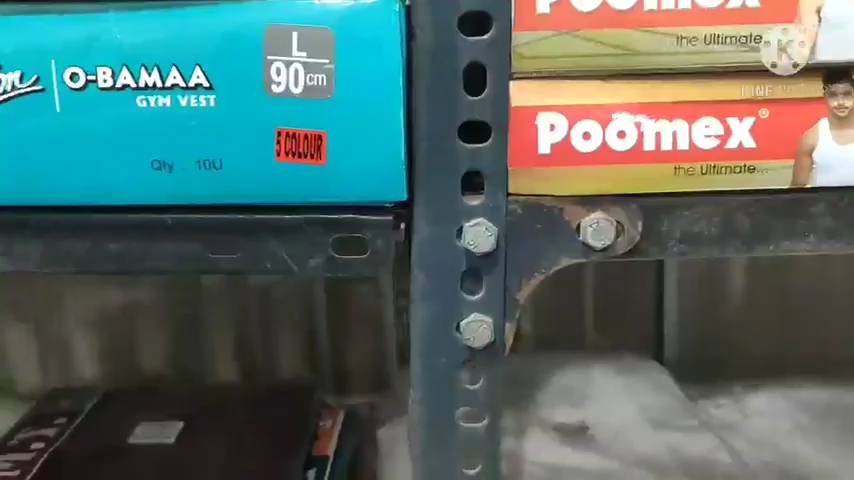 O-BAMAA
GYM VEST
L
90cm
5 COLOUR
Qty. : 10U
Poomex
the Ultimate...
K
Poomex®
the Ultimate...